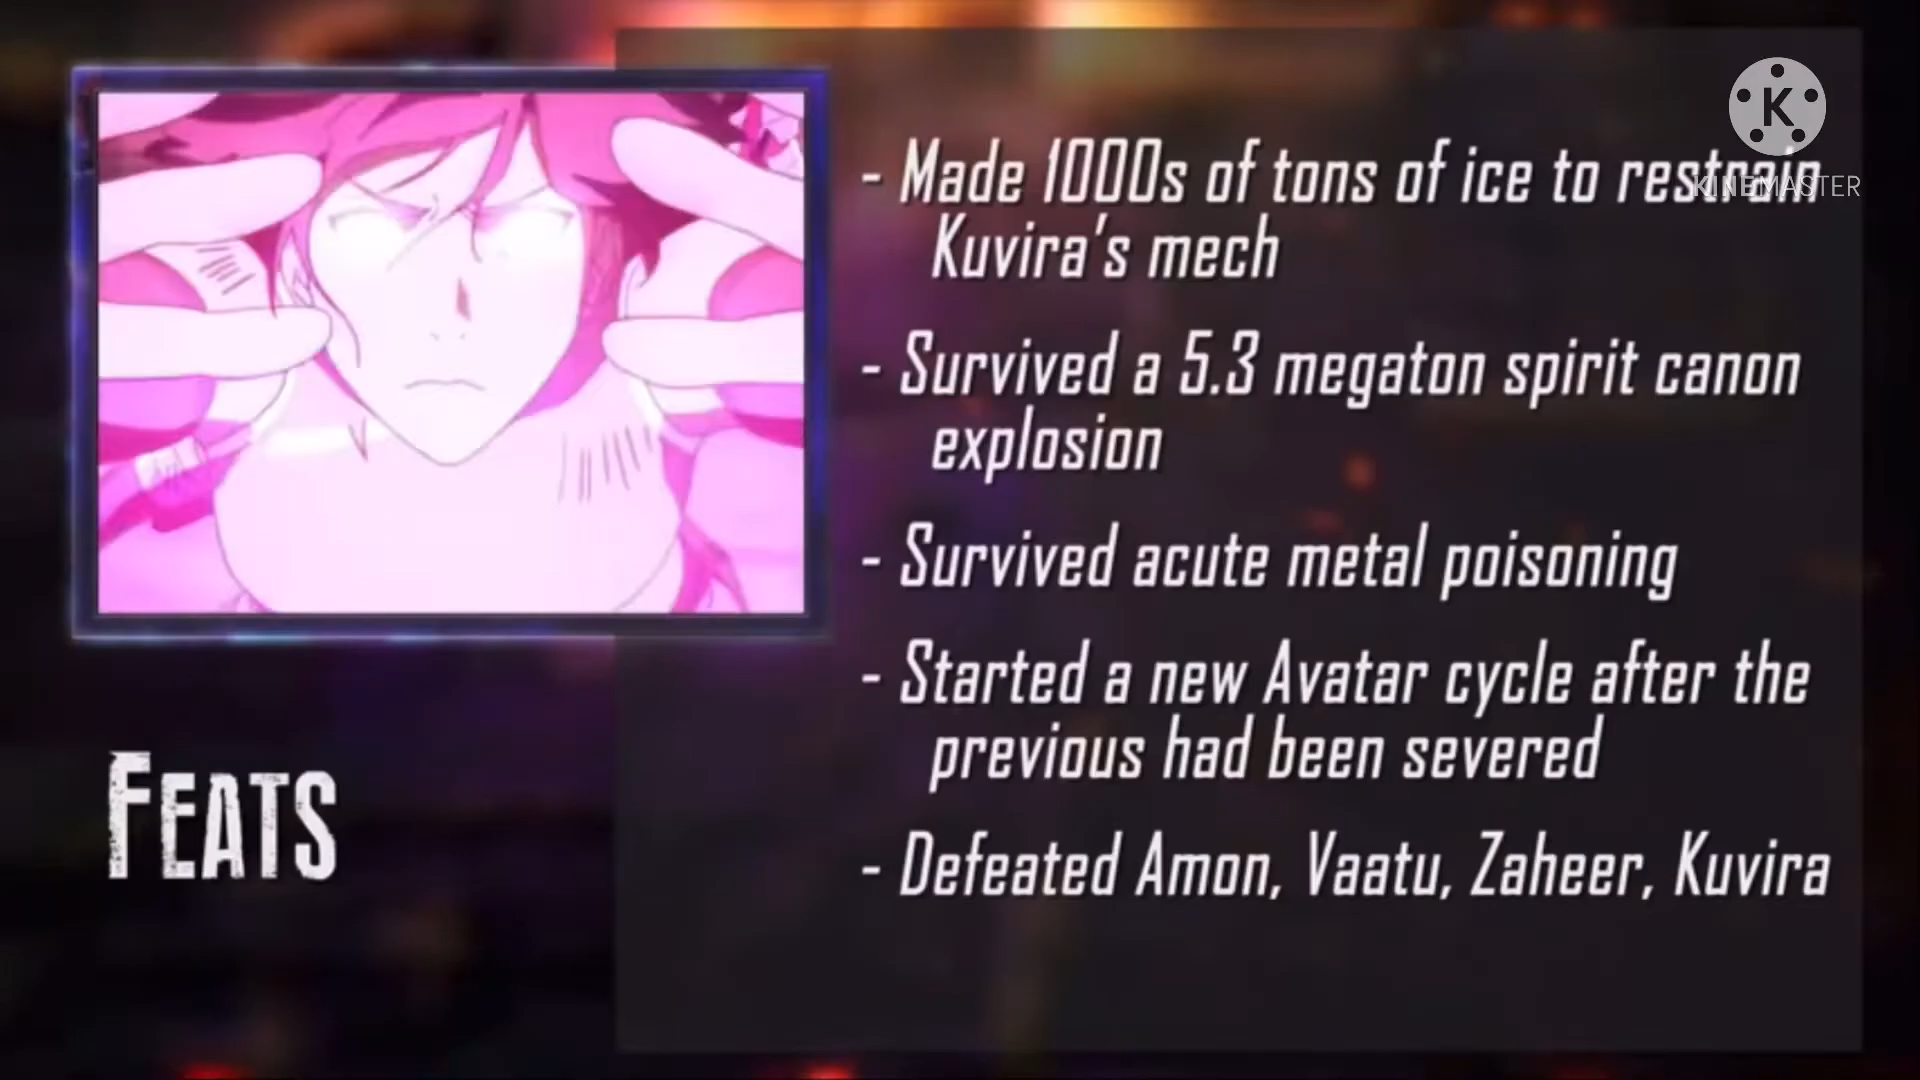 K
KINEMASTER
- Made 1000s of tons of ice to restrain
Kuvira's mech
- Survived a 5.3 megaton spirit canon
explosion
- Survived acute metal poisoning
- Started a new Avatar cycle after the
previous had been severed
- Defeated Amon, Vaatu, Zaheer, Kuvira
FEATS